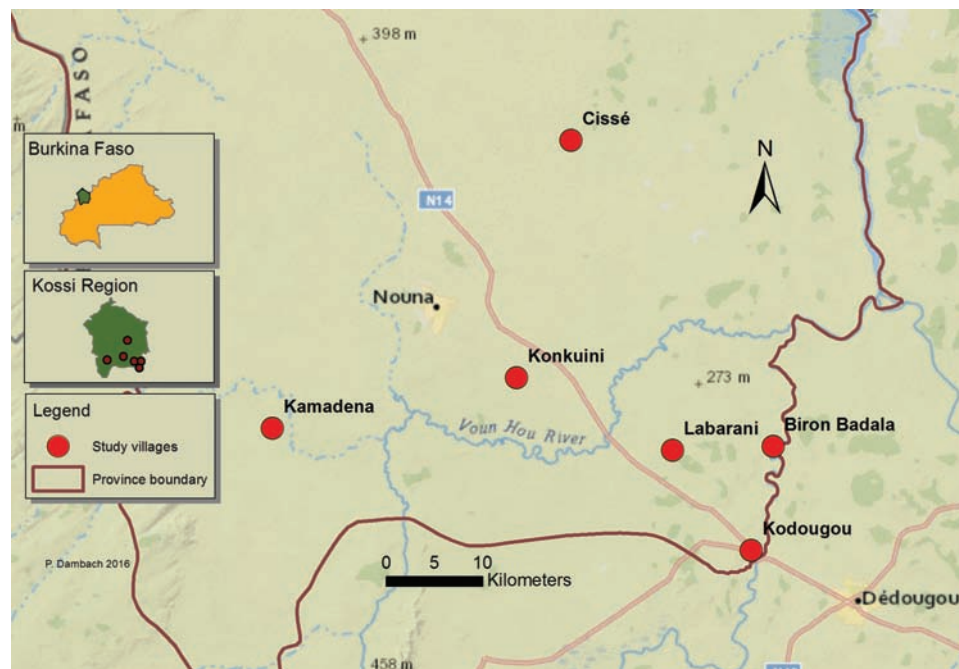 398 m
FASO
m
Cissé
Burkina Faso
N
N14
Kossi Region
Nouna
Konkuini
273 m
Kamadena
Legend
Study villages
Province boundary
Voun Hou River
Labarani
Biron Badala
Kodougou
P. Dambach 2016
0 5 10
Kilometers
Dédougou
458 m